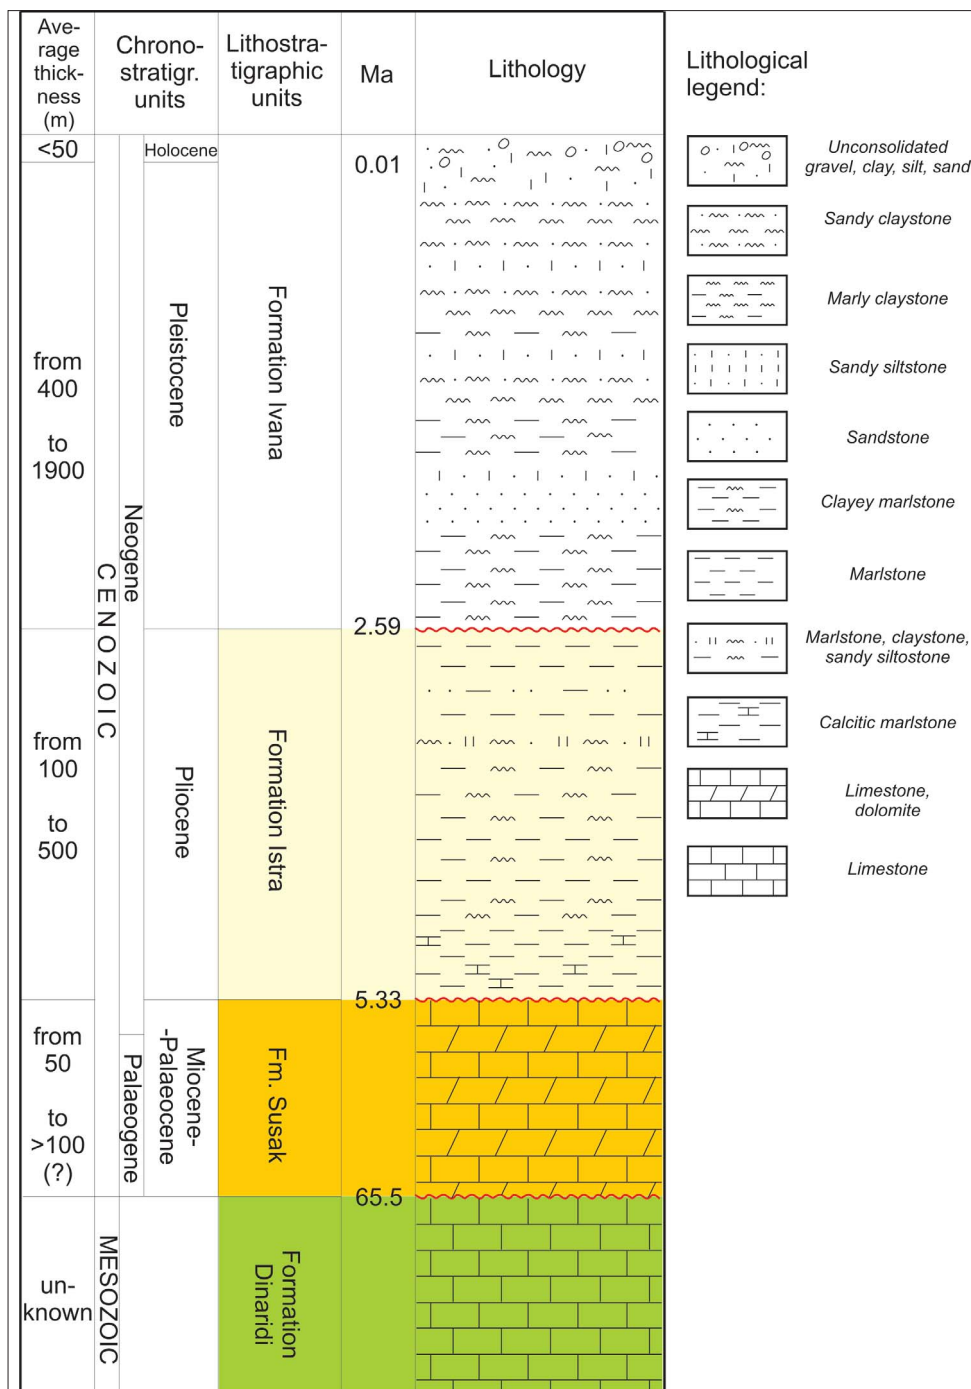 Ave-
rage
thick-
ness
(m)
Chrono-
stratigr.
units
Lithostra-
tigraphic
units
Ma
Lithology
<50
Holocene
0.01
from
400
to
1900
Pleistocene
Formation Ivana
Neogene
CENOZOIC
2.59
from
100
to
500
Pliocene
Formation Istra
5.33
from
50
to
>100
(?)
Palaeogene
Miocene-
-Palaeocene
Fm. Susak
65.5
un-
known
MESOZOIC
Formation
Dinaridi
Lithological
legend:
Unconsolidated
gravel, clay, silt, sand
Sandy claystone
Marly claystone
Sandy siltstone
Sandstone
Clayey marlstone
Marlstone
Marlstone, claystone,
sandy siltostone
Calcitic marlstone
Limestone,
dolomite
Limestone